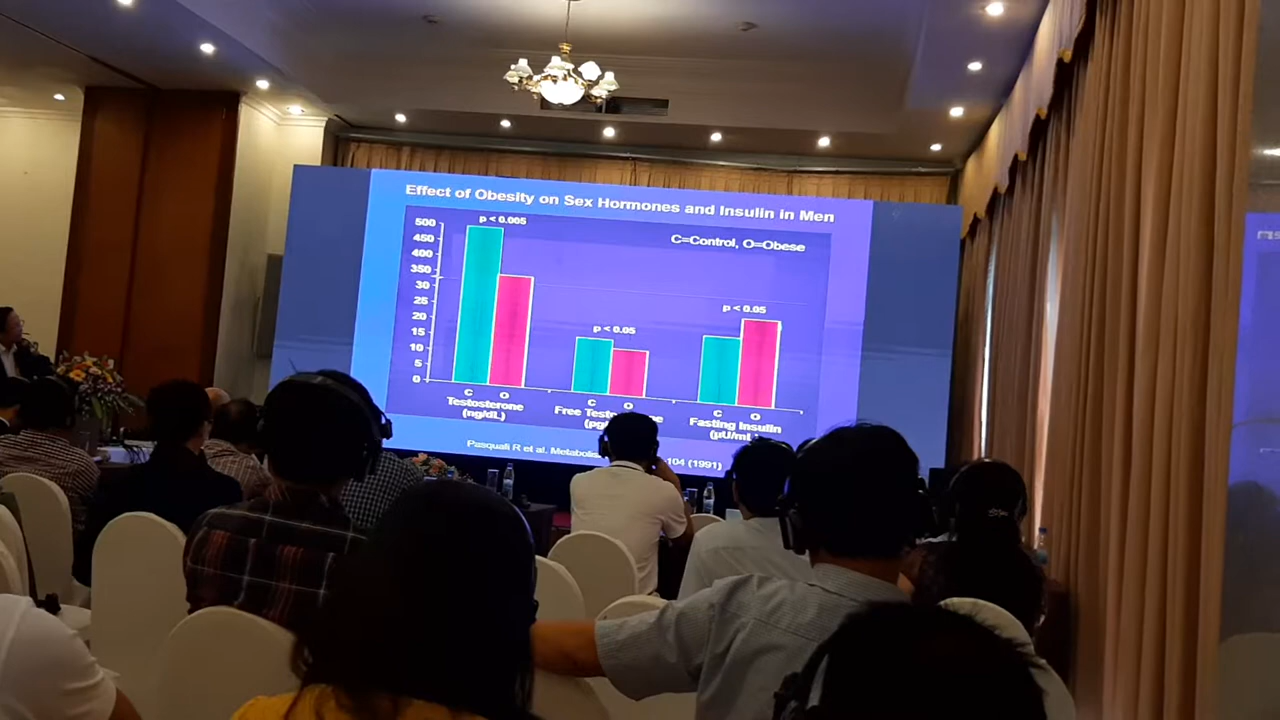 Effect of Obesity on Sex Hormones and Insulin in Men
C=Control, O=Obese
500
450
400
350
30
25
20
15
10
5
0
p < 0.005
p < 0.05
p < 0.05
C O
C O
C O
Testosterone
(ng/dL)
Free
Fasting Insulin
Pasquali R et al. 104 (1991)